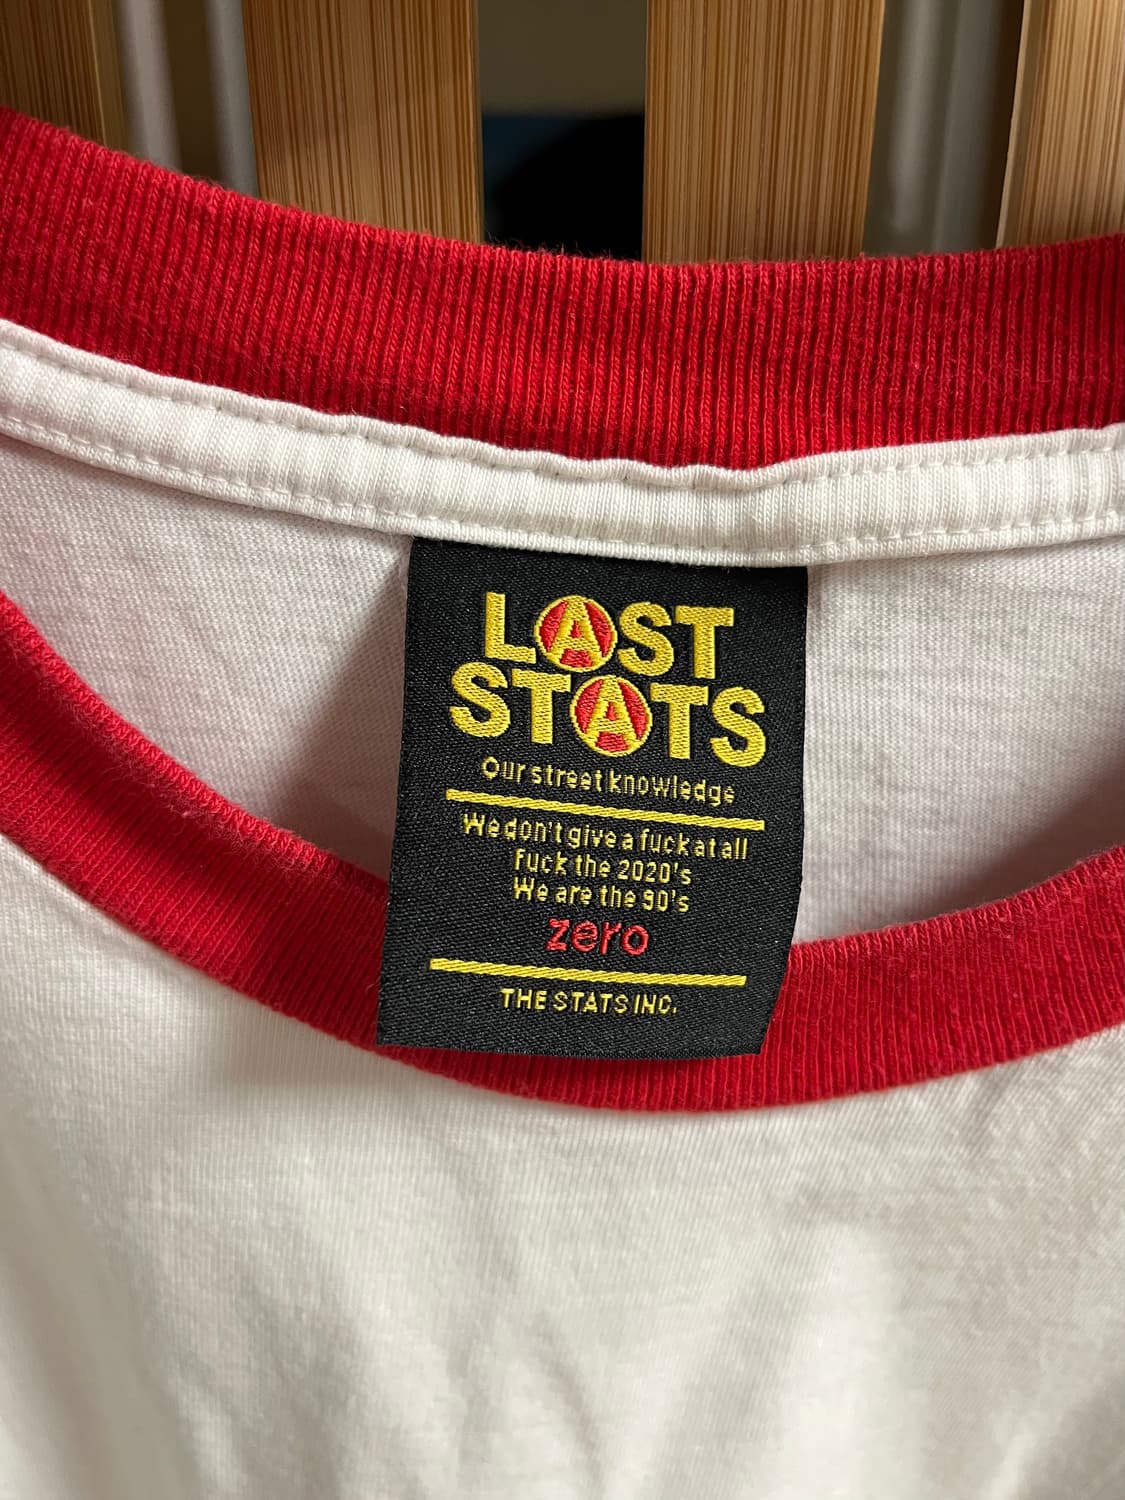 LAST
STATS
Our street knowledge
We don't give a fuck at all
Fuck the 2020's
We are the 90's
zero
THE STATS INC.